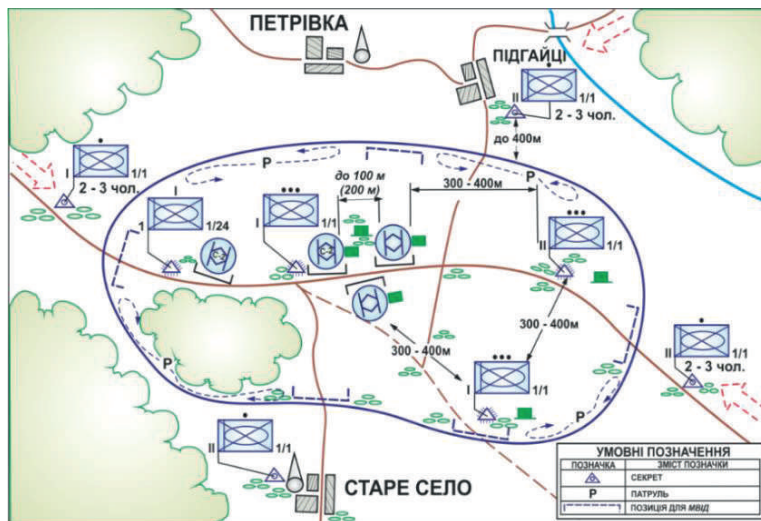 ПЕТРІВКА
ПІДГАЙЦІ
II
1/1
2 - 3 чол.
до 400м
I
1/1
2 - 3 чол.
Р
Р
I
1
1/24
I
1/1
до 100 м
(200 м)
300 - 400м
II
1/1
300 - 400м
300 - 400м
Р
I
1/1
Р
II
1/1
2 - 3 чол.
II
1/1
СТАРЕ СЕЛО
УМОВНІ ПОЗНАЧЕННЯ
ПОЗНАЧКА
ЗМІСТ ПОЗНАЧКИ
СЕКРЕТ
Р
ПАТРУЛЬ
ПОЗИЦІЯ ДЛЯ МВІД